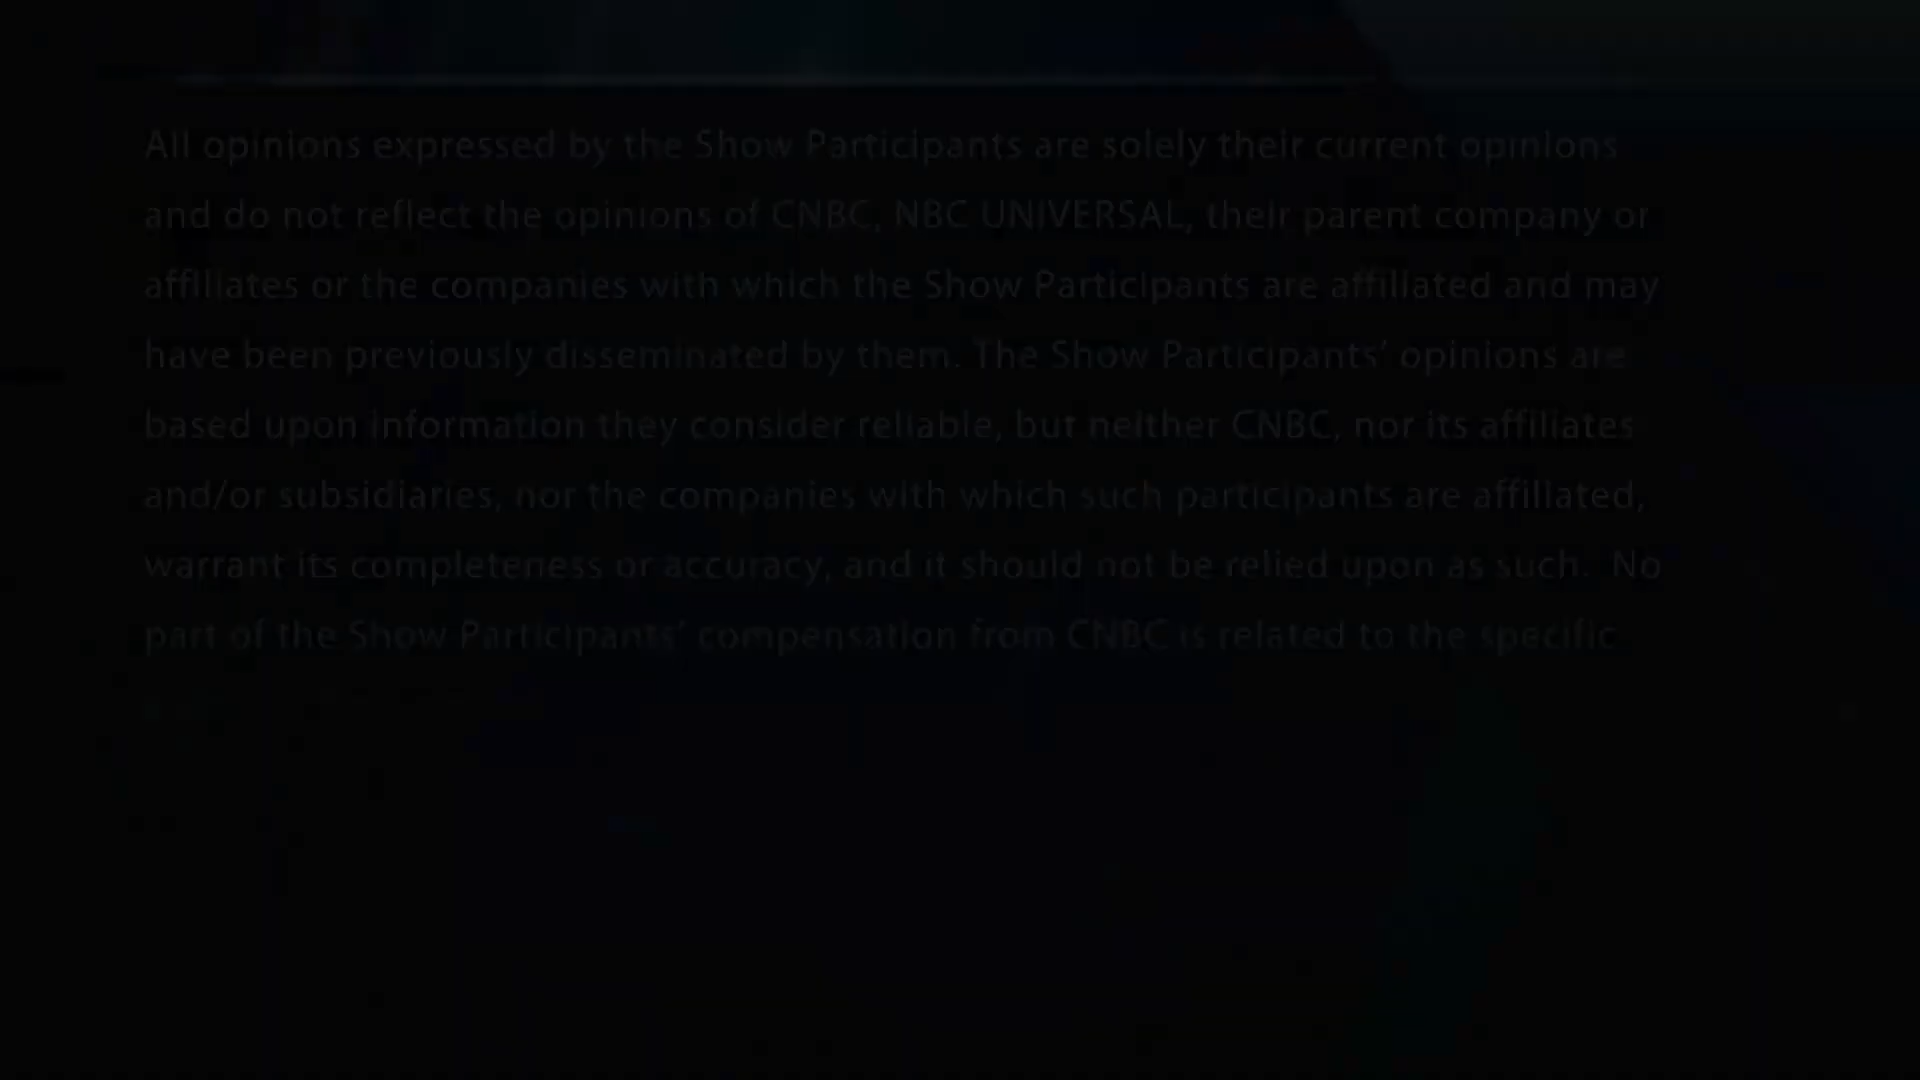 All opinions expressed by the Show Participants are solely their current opinions
and do not reflect the opinions of CNBC, NBC UNIVERSAL, their parent company or
affiliates or the companies with which the Show Participants are affiliated and may
have been previously disseminated by them. The Show Participants’ opinions are
based upon information they consider reliable, but neither CNBC, nor its affiliates
and/or subsidiaries, nor the companies with which such participants are affiliated,
warrant its completeness or accuracy, and it should not be relied upon as such. No
part of the Show Participants’ compensation from CNBC is related to the specific